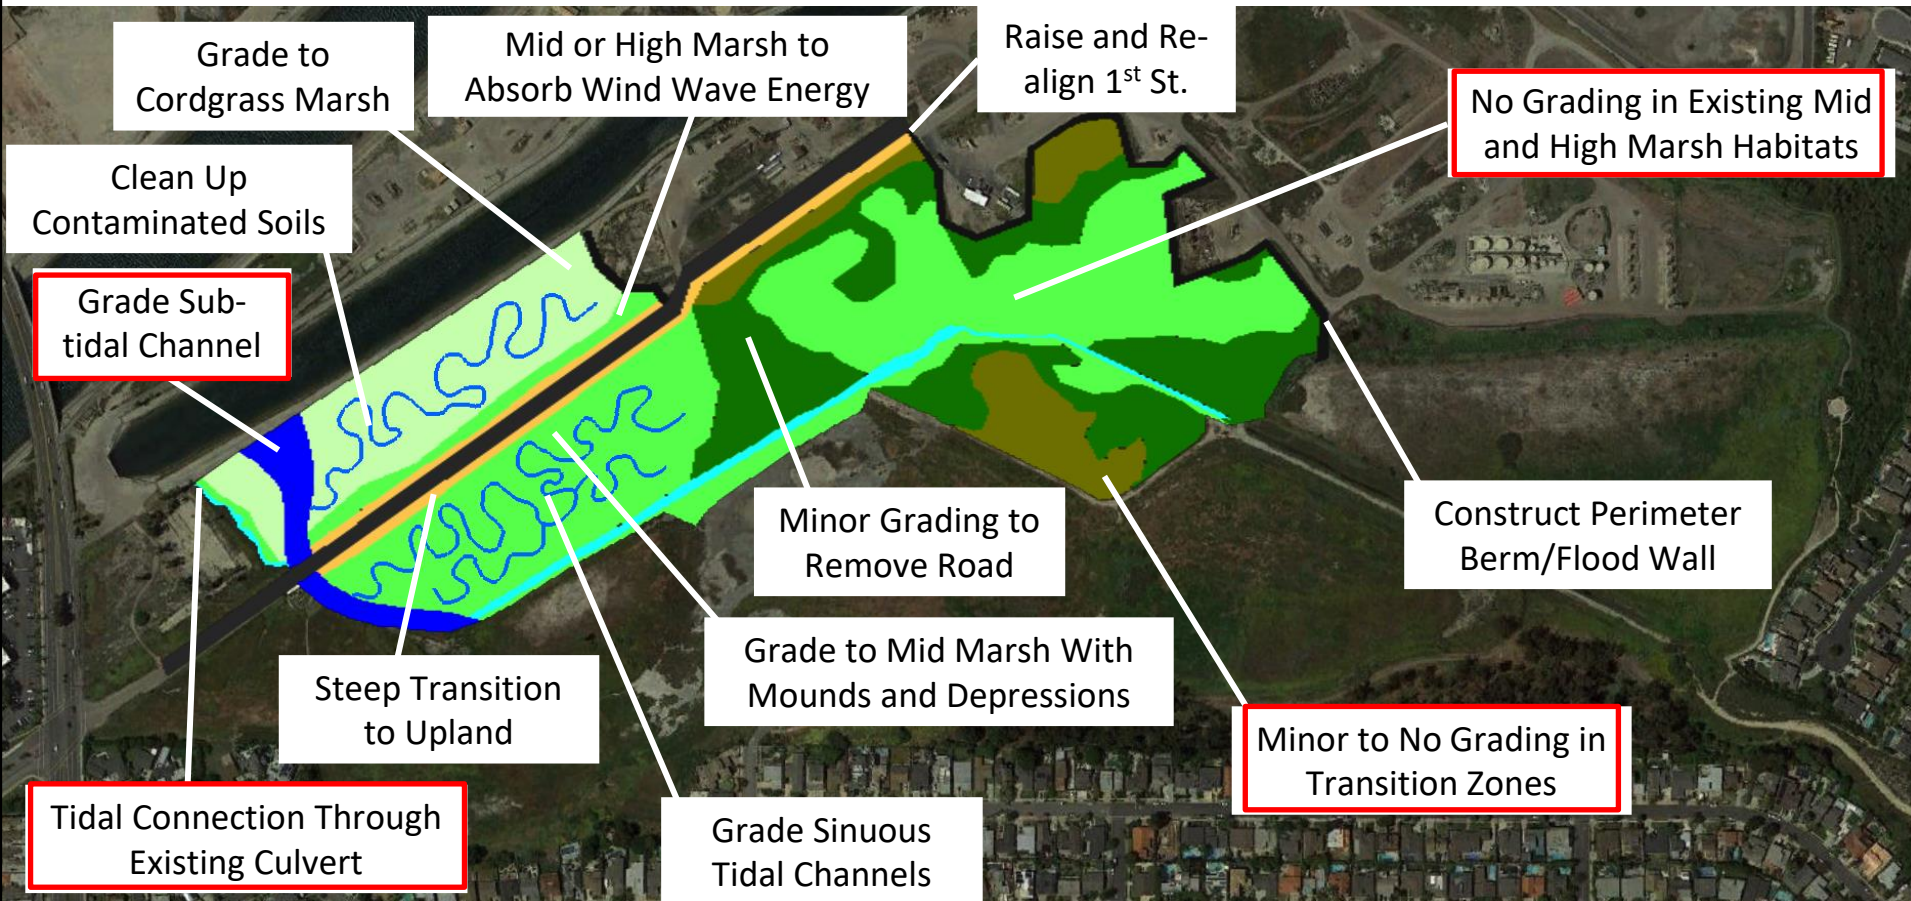 Grade to
Cordgrass Marsh
Mid or High Marsh to
Absorb Wind Wave Energy
Raise and Re-
align 1st St.
No Grading in Existing Mid
and High Marsh Habitats
Clean Up
Contaminated Soils
Grade Sub-
tidal Channel
Minor Grading to
Remove Road
Construct Perimeter
Berm/Flood Wall
Steep Transition
to Upland
Grade to Mid Marsh With
Mounds and Depressions
Minor to No Grading in
Transition Zones
Tidal Connection Through
Existing Culvert
Grade Sinuous
Tidal Channels